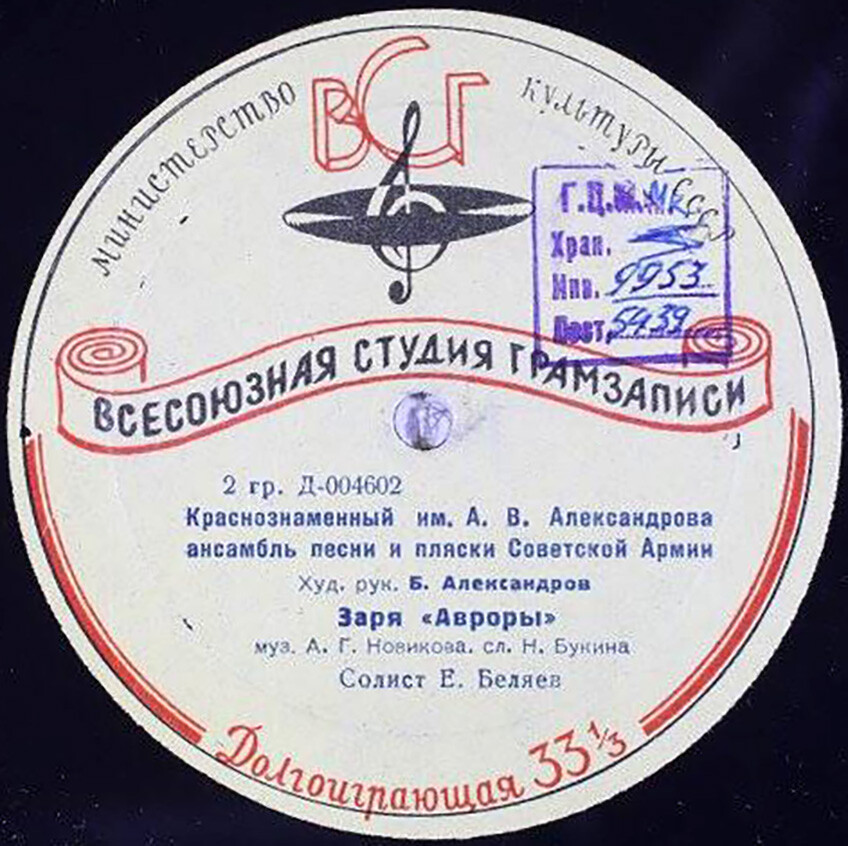 ВСГ
МИНИСТЕРСТВО КУЛЬТУРЫ СССР
Г.Ц.М.М.К.
Хран.
Инв. 9953
Пост. 5439
ВСЕСОЮЗНАЯ СТУДИЯ ГРАМЗАПИСИ
2 гр. Д-004602
Краснознаменный им. А. В. Александрова
ансамбль песни и пляски Советской Армии
Худ. рук. Б. Александров
Заря «Авроры»
муз. А. Г. Новикова. сл. Н. Букина
Солист Е. Беляев
Долгоиграющая 33⅓